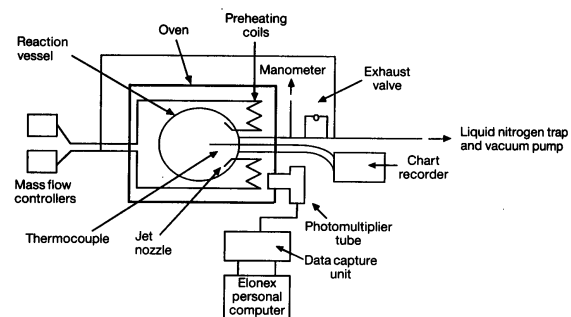 Preheating
coils
Oven
Reaction
vessel
Manometer
Exhaust
valve
Liquid nitrogen trap
and vacuum pump
Chart
recorder
Mass flow
controllers
Thermocouple
Jet
nozzle
Photomultiplier
tube
Data capture
unit
Elonex
personal
computer